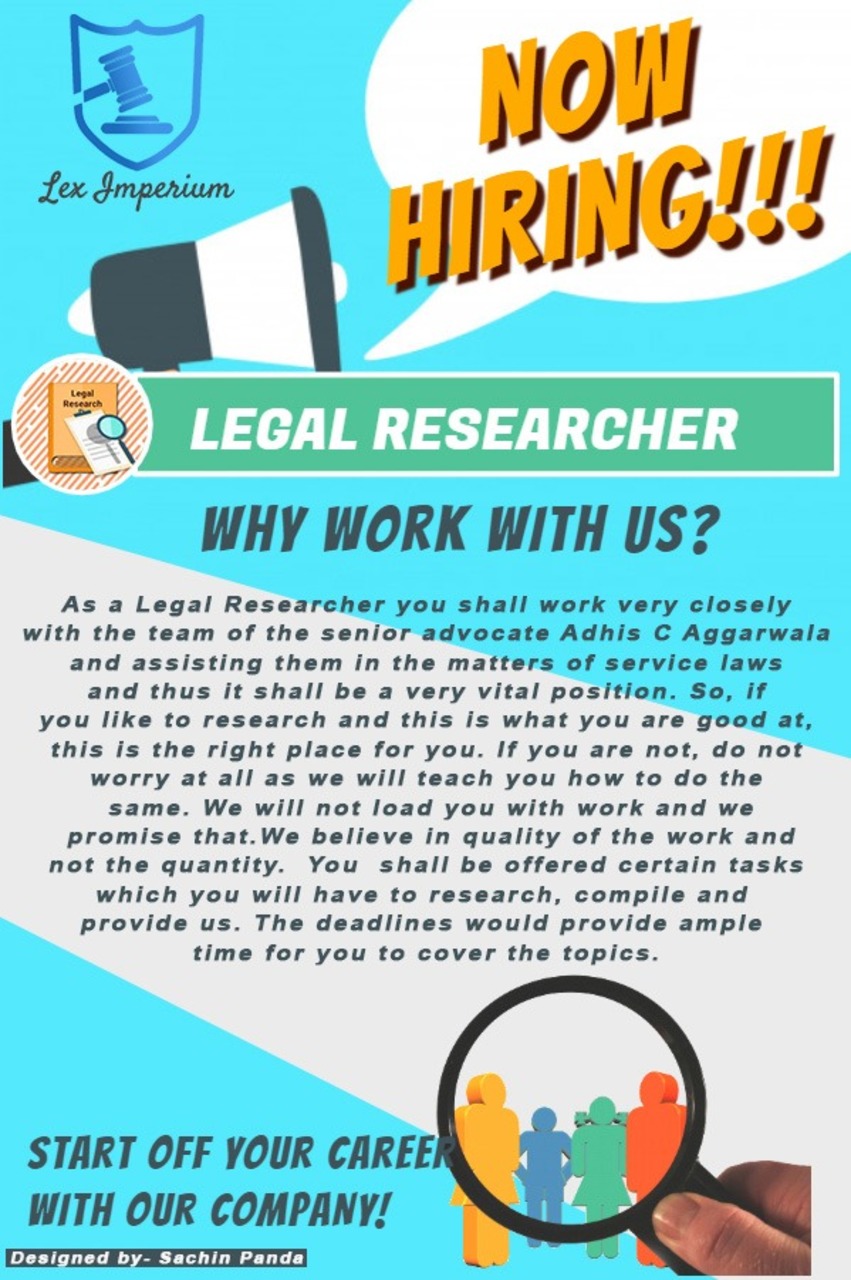 Lex Imperium
NOW
HIRING!!!
Legal
Research
LEGAL RESEARCHER
WHY WORK WITH US?
As a Legal Researcher you shall work very closely
with the team of the senior advocate Adhis C Aggarwala
and assisting them in the matters of service laws
and thus it shall be a very vital position. So, if
you like to research and this is what you are good at,
this is the right place for you. If you are not, do not
worry at all as we will teach you how to do the
same. We will not load you with work and we
promise that.We believe in quality of the work and
not the quantity.  You  shall be offered certain tasks
which you will have to research, compile and
provide us. The deadlines would provide ample
time for you to cover the topics.
START OFF YOUR CAREER
WITH OUR COMPANY!
Designed by- Sachin Panda